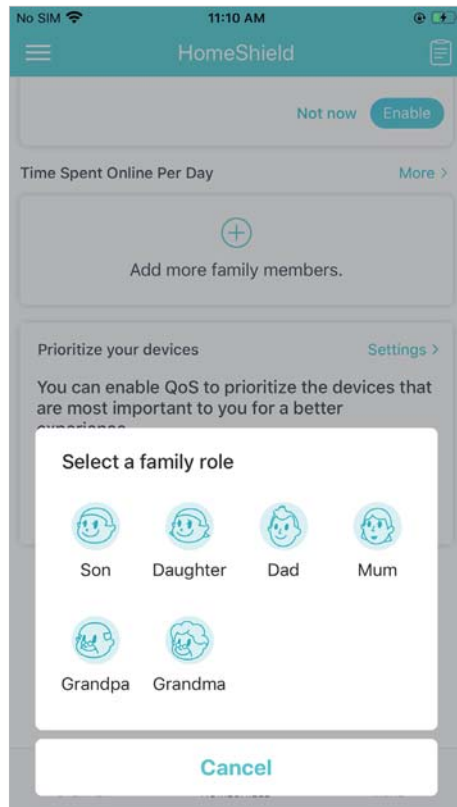 No SIM 11:10 AM
HomeShield
Not now Enable
Time Spent Online Per Day More >
Add more family members.
Prioritize your devices Settings >
You can enable QoS to prioritize the devices that
are most important to you for a better
Select a family role
Son Daughter Dad Mum
Grandpa Grandma
Cancel